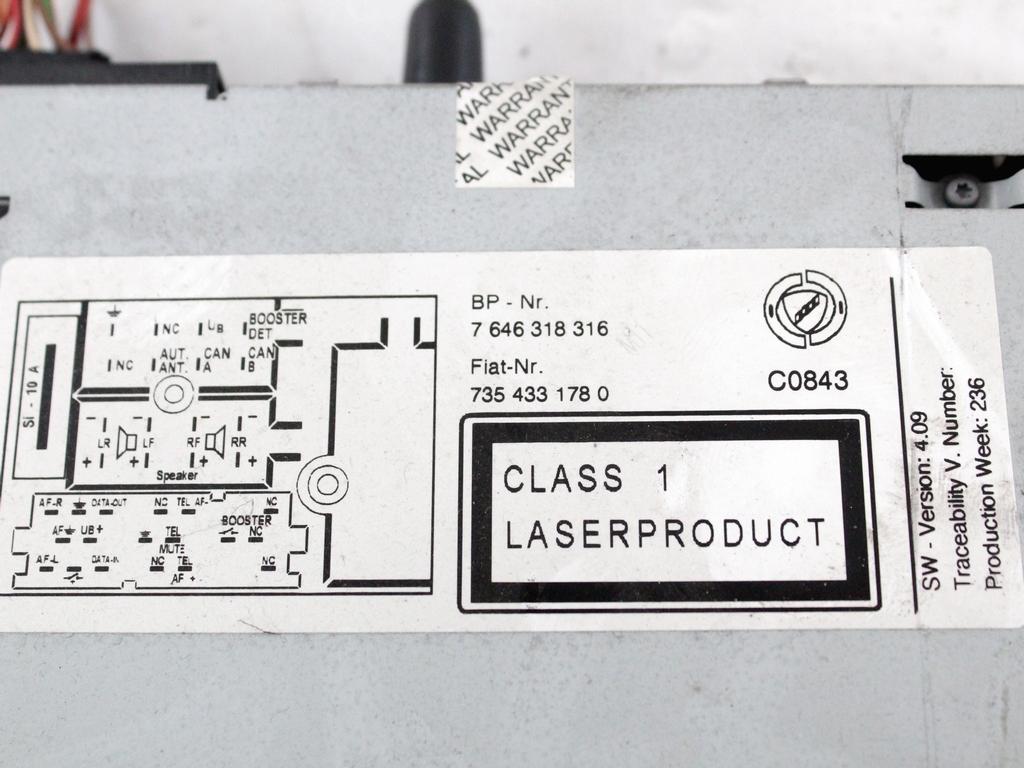 WARRANT
WARRAN
AL WARRANT
AL WARRA
WARR
BP - Nr.
7 646 318 316
Fiat-Nr.
735 433 178 0
C0843
CLASS 1
LASERPRODUCT
SW - Version: 4.09
Traceability V. Number:
Production Week: 236
Si - 10 A
NC UB BOOSTER
DET
NC AUT. CAN CAN
ANT. A B
- - - -
LR LF RF RR
+ + + +
Speaker
AF-R DATA-OUT NC TEL AF- NC
AF UB+ TEL BOOSTER
MUTE NC
AF-L DATA-IN NC TEL NC
AF +